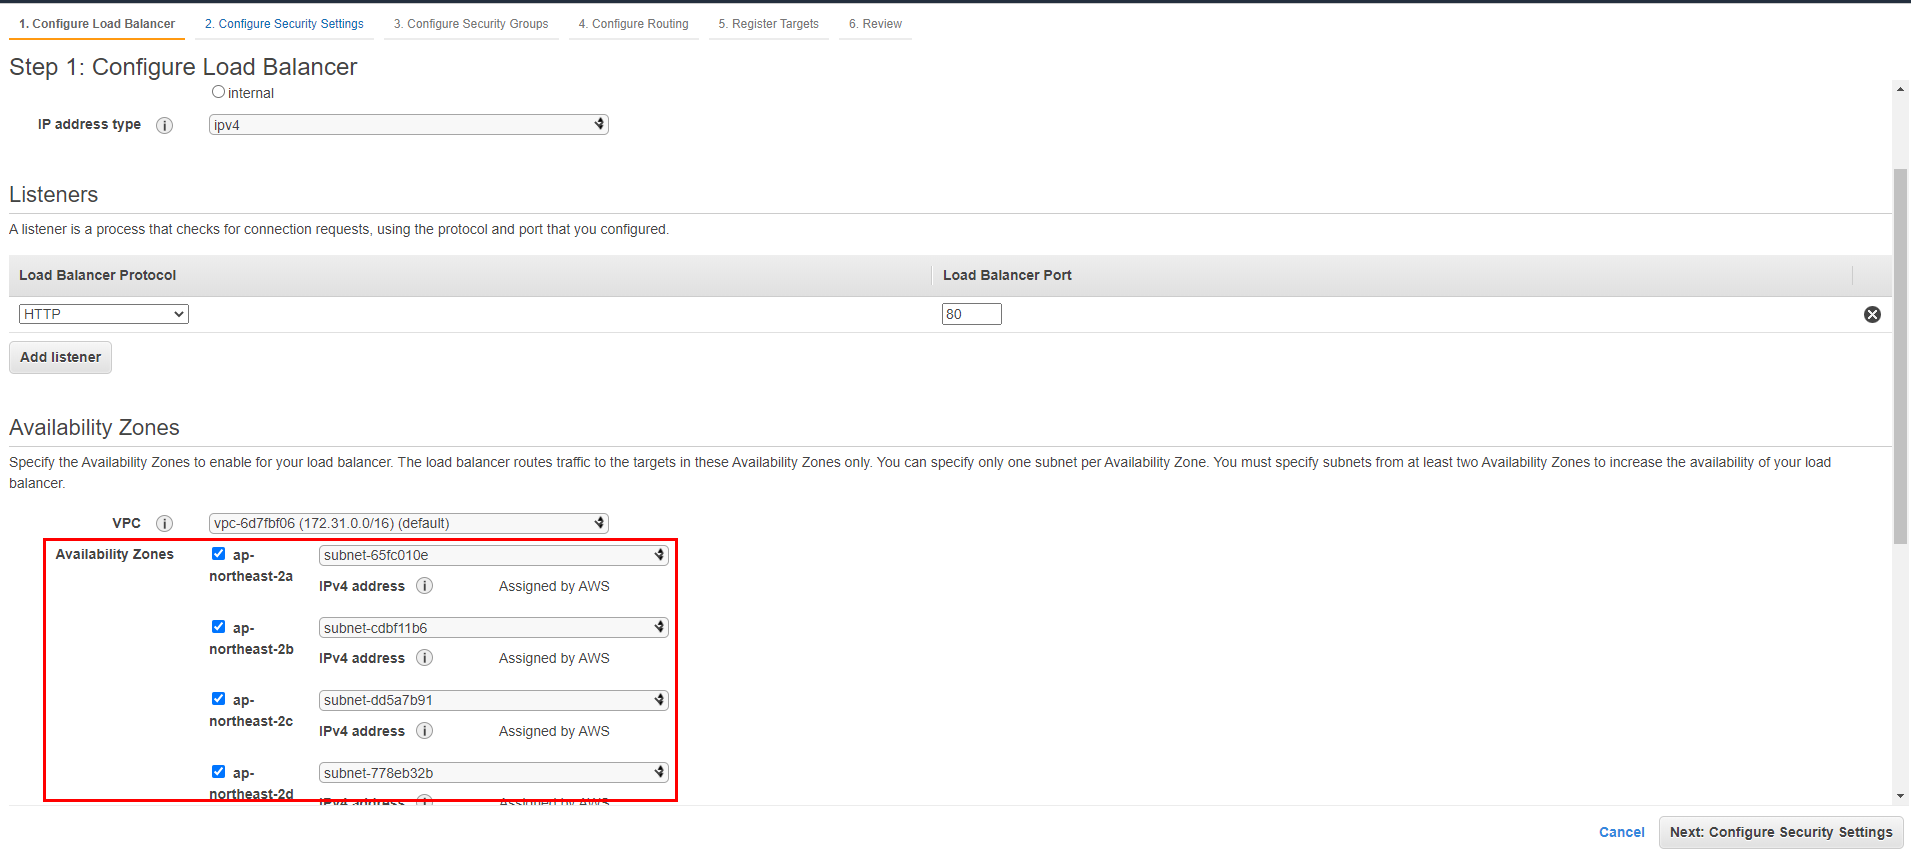 1. Configure Load Balancer 2. Configure Security Settings 3. Configure Security Groups 4. Configure Routing 5. Register Targets 6. Review
Step 1: Configure Load Balancer
internal
IP address type i ipv4
Listeners
A listener is a process that checks for connection requests, using the protocol and port that you configured.
Load Balancer Protocol Load Balancer Port
HTTP 80
Add listener
Availability Zones
Specify the Availability Zones to enable for your load balancer. The load balancer routes traffic to the targets in these Availability Zones only. You can specify only one subnet per Availability Zone. You must specify subnets from at least two Availability Zones to increase the availability of your load
balancer.
VPC i vpc-6d7fbf06 (172.31.0.0/16) (default)
Availability Zones ap- subnet-65fc010e
northeast-2a IPv4 address i Assigned by AWS
ap- subnet-cdbf11b6
northeast-2b IPv4 address i Assigned by AWS
ap- subnet-dd5a7b91
northeast-2c IPv4 address i Assigned by AWS
ap- subnet-778eb32b
northeast-2d IPv4 address i Assigned by AWS
Cancel Next: Configure Security Settings